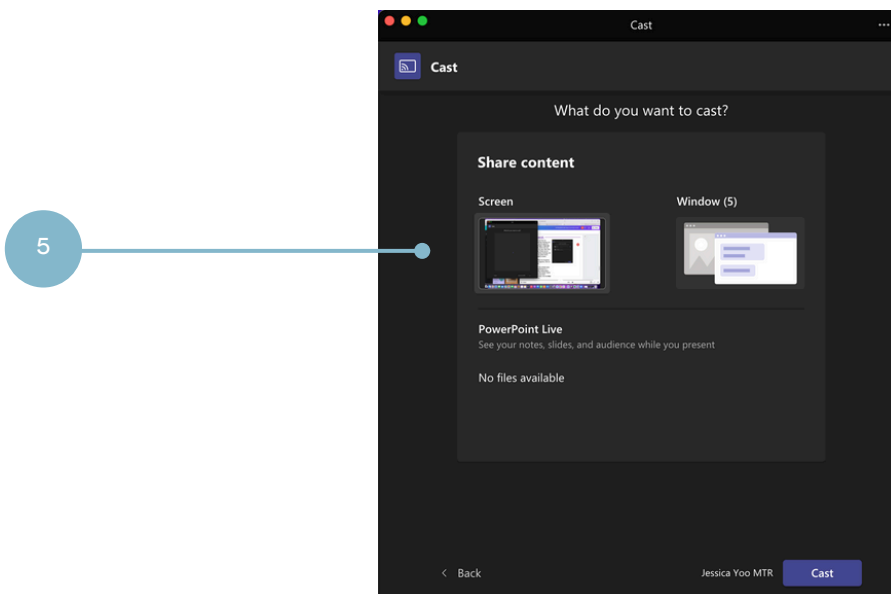 Cast
Cast
What do you want to cast?
Share content
Screen
Window (5)
5
PowerPoint Live
See your notes, slides, and audience while you present
No files available
Back
Jessica Yoo MTR
Cast